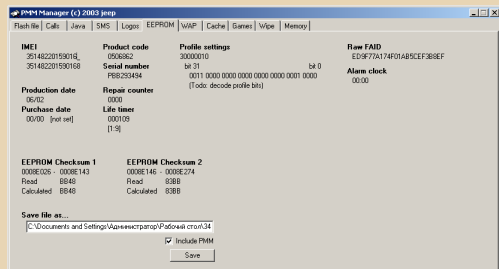 PMM Manager (c) 2003 jeep
Flash file Calls Java SMS Logos EEPROM WAP Cache Games Wipe Memory
IMEI Product code Profile settings Raw FAID
35148220159016 0506862 30000010 ED9F77A174F01AB5CEF3B8EF
351482201590168 Serial number bit 31 bit 0 Alarm clock
PBB293494 0011 0000 0000 0000 0000 0000 0001 0000 00:00
(Todo: decode profile bits)
Production date Repair counter
06/02 0000
Purchase date Life timer
00/00 [not set] 000109
[1:9]
EEPROM Checksum 1 EEPROM Checksum 2
0008E026 - 0008E143 0008E146 - 0008E274
Read BB48 Read 83BB
Calculated BB48 Calculated 83BB
Save file as...
C:\Documents and Settings\Администратор\Рабочий стол\34
Include PMM
Save